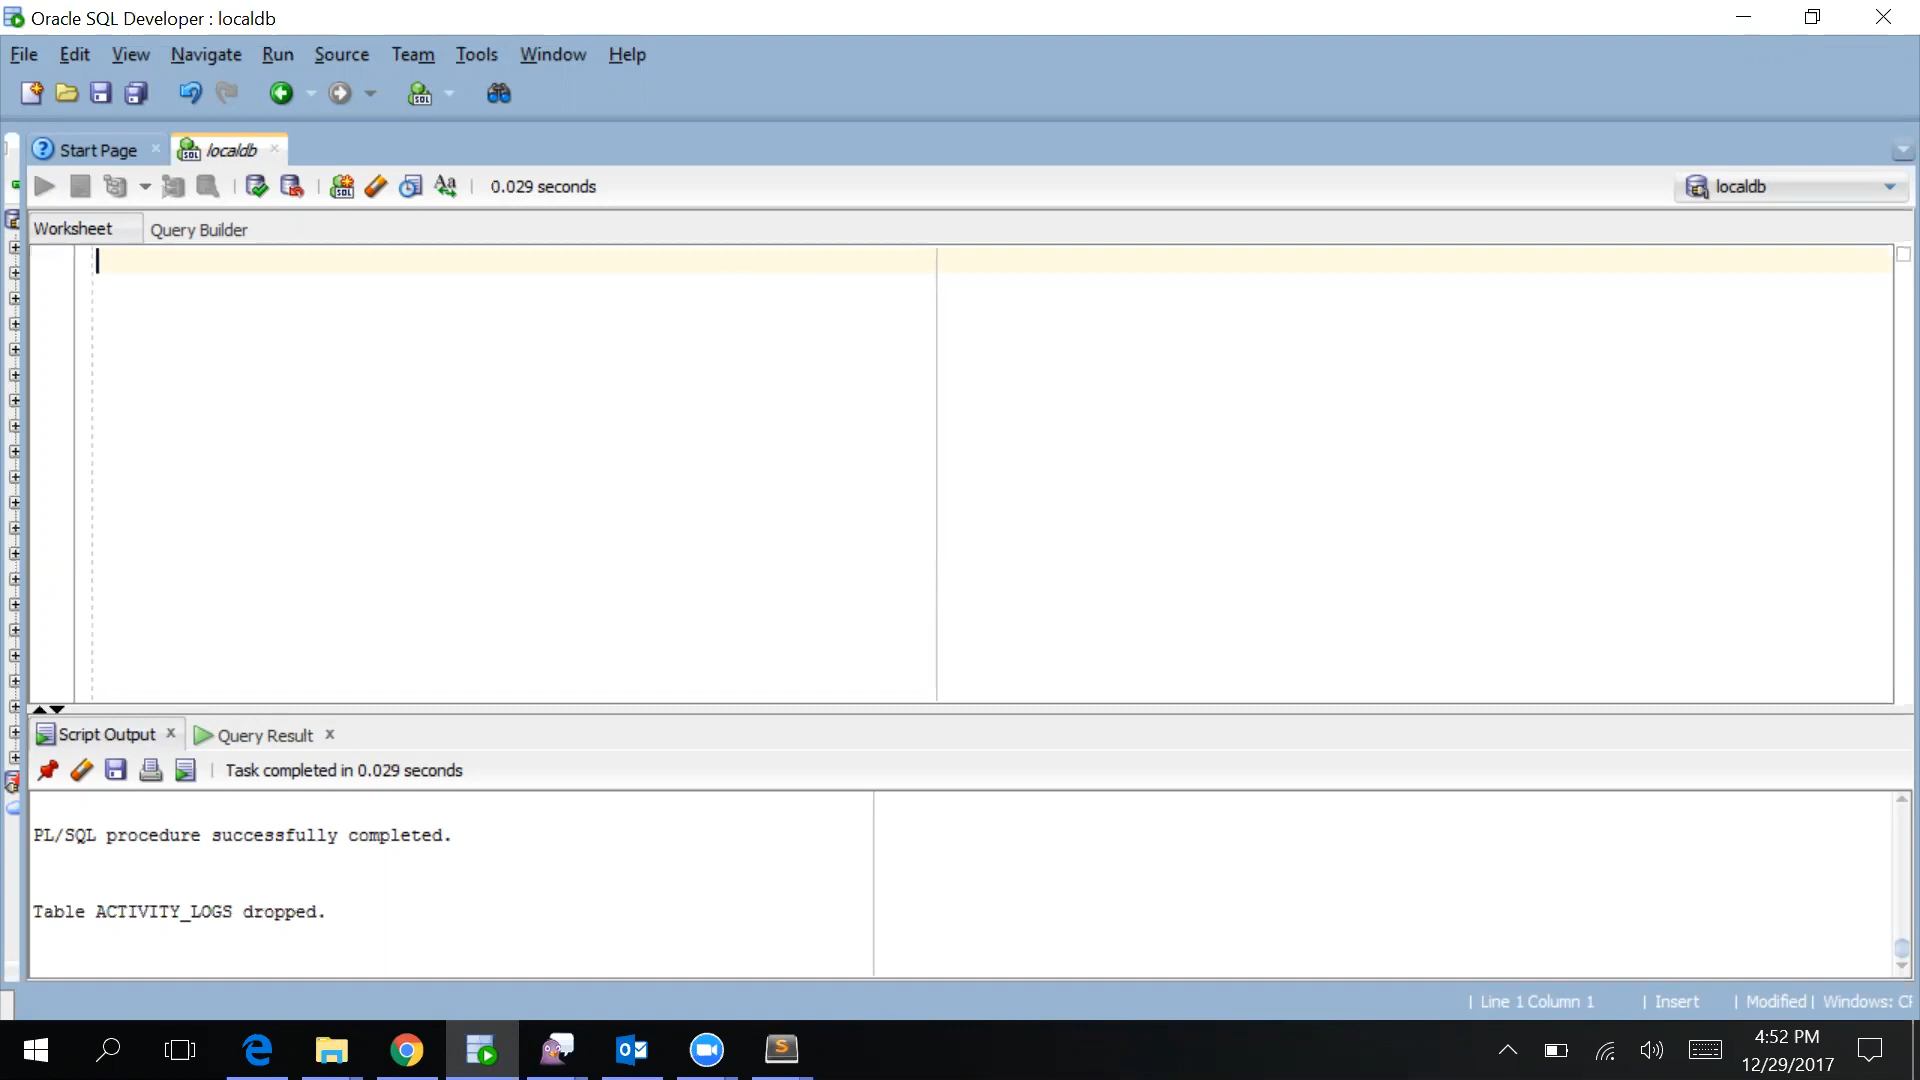 Oracle SQL Developer : localdb
File Edit View Navigate Run Source Team Tools Window Help
Start Page localdb
0.029 seconds localdb
Worksheet Query Builder
Script Output Query Result
Task completed in 0.029 seconds
PL/SQL procedure successfully completed.
Table ACTIVITY_LOGS dropped.
Line 1 Column 1 Insert Modified Windows: CF
4:52 PM
12/29/2017